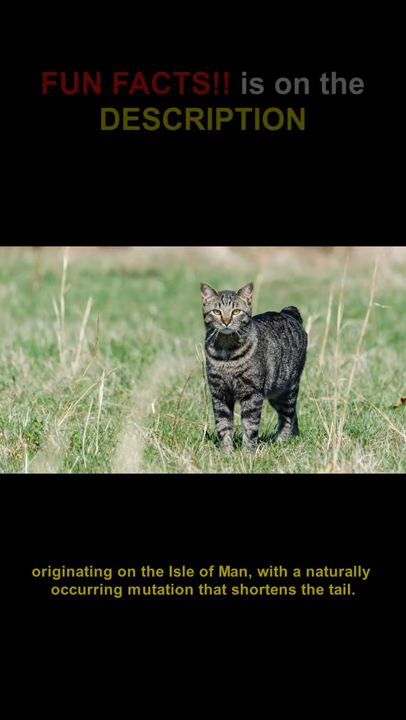 FUN FACTS!! is on the
DESCRIPTION
originating on the Isle of Man, with a naturally
occurring mutation that shortens the tail.